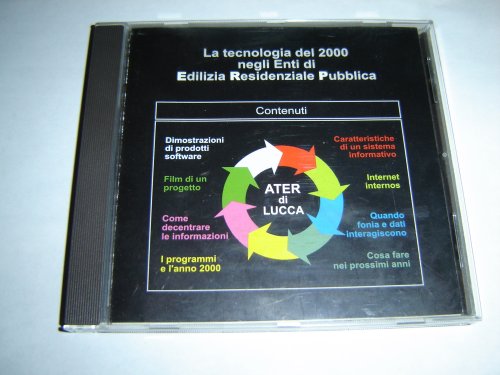 La tecnologia del 2000
negli Enti di
Edilizia Residenziale Pubblica
Contenuti
Dimostrazioni
di prodotti
software
Caratteristiche
di un sistema
informativo
Film di un
progetto
Internet
internos
ATER
di
LUCCA
Come
decentrare
le informazioni
Quando
fonia e dati
interagiscono
I programmi
e l'anno 2000
Cosa fare
nei prossimi anni